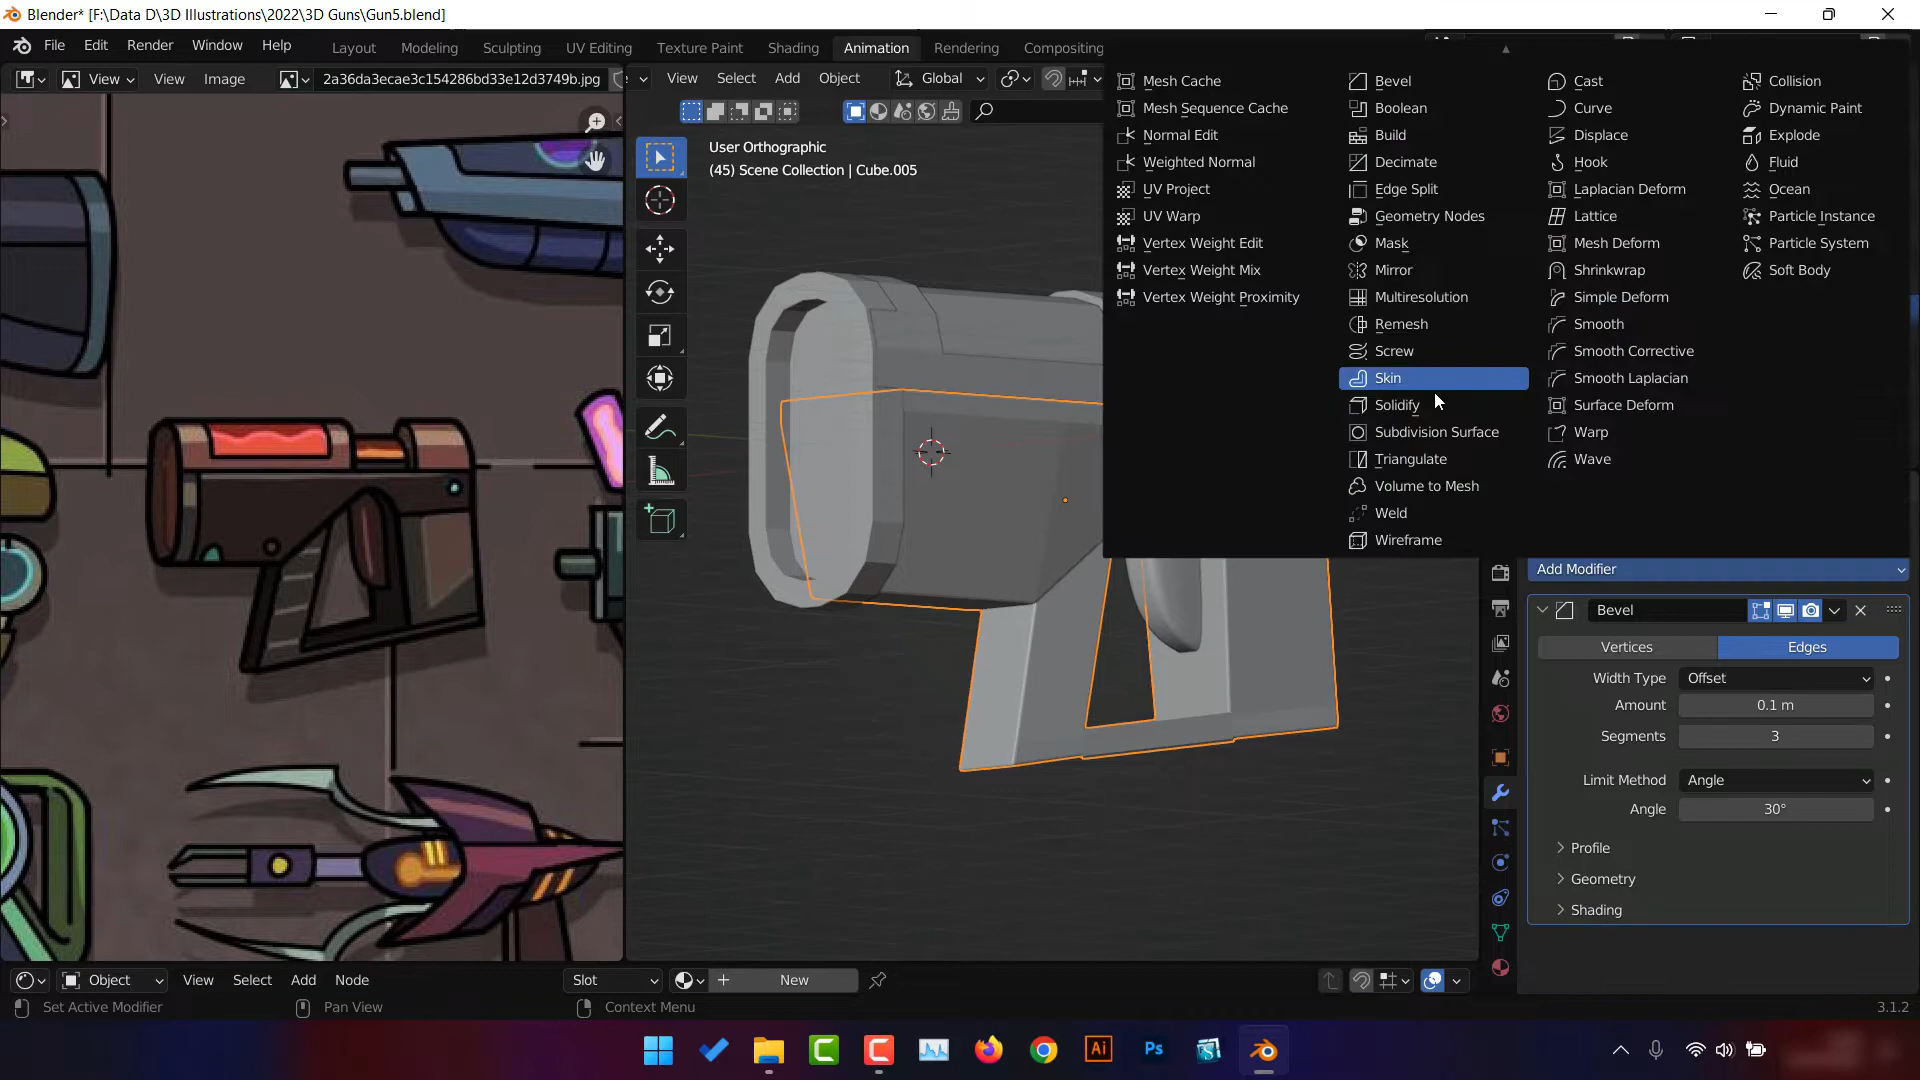 Blender* [F:\Data D\3D Illustrations\2022\3D Guns\Gun5.blend]
File Edit Render Window Help Layout Modeling Sculpting UV Editing Texture Paint Shading Animation Rendering Compositing
View View Image 2a36da3ecae3c154286bd33e12d3749b.jpg View Select Add Object Global
User Orthographic
(45) Scene Collection | Cube.005
Mesh Cache
Mesh Sequence Cache
Normal Edit
Weighted Normal
UV Project
UV Warp
Vertex Weight Edit
Vertex Weight Mix
Vertex Weight Proximity
Bevel
Boolean
Build
Decimate
Edge Split
Geometry Nodes
Mask
Mirror
Multiresolution
Remesh
Screw
Skin
Solidify
Subdivision Surface
Triangulate
Volume to Mesh
Weld
Wireframe
Cast
Curve
Displace
Hook
Laplacian Deform
Lattice
Mesh Deform
Shrinkwrap
Simple Deform
Smooth
Smooth Corrective
Smooth Laplacian
Surface Deform
Warp
Wave
Collision
Dynamic Paint
Explode
Fluid
Ocean
Particle Instance
Particle System
Soft Body
Add Modifier
Bevel
Vertices Edges
Width Type Offset
Amount 0.1 m
Segments 3
Limit Method Angle
Angle 30°
Profile
Geometry
Shading
Object View Select Add Node Slot New
Set Active Modifier Pan View Context Menu 3.1.2
Ai Ps